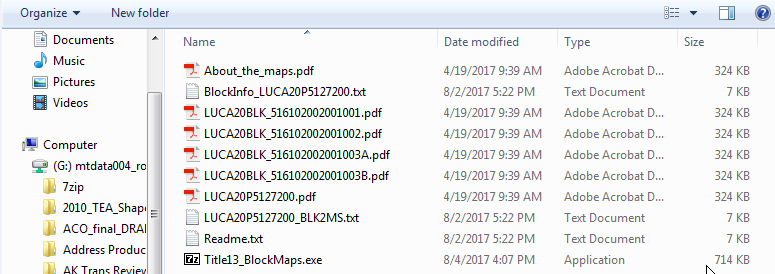 Organize New folder
Documents
Music
Pictures
Videos
Computer
(G:) mtdata004_ro
7zip
2010_TEA_Shape
ACO_final_DRA
Address Produc
AK Trans Review
Name Date modified Type Size
About_the_maps.pdf 4/19/2017 9:39 AM Adobe Acrobat D... 324 KB
BlockInfo_LUCA20P5127200.txt 8/2/2017 5:22 PM Text Document 7 KB
LUCA20BLK_516102002001001.pdf 4/19/2017 9:39 AM Adobe Acrobat D... 324 KB
LUCA20BLK_516102002001002.pdf 4/19/2017 9:39 AM Adobe Acrobat D... 324 KB
LUCA20BLK_516102002001003A.pdf 4/19/2017 9:39 AM Adobe Acrobat D... 324 KB
LUCA20BLK_516102002001003B.pdf 4/19/2017 9:39 AM Adobe Acrobat D... 324 KB
LUCA20P5127200.pdf 4/19/2017 9:39 AM Adobe Acrobat D... 324 KB
LUCA20P5127200_BLK2MS.txt 8/2/2017 5:22 PM Text Document 7 KB
Readme.txt 8/2/2017 5:22 PM Text Document 7 KB
Title13_BlockMaps.exe 8/4/2017 4:07 PM Application 714 KB